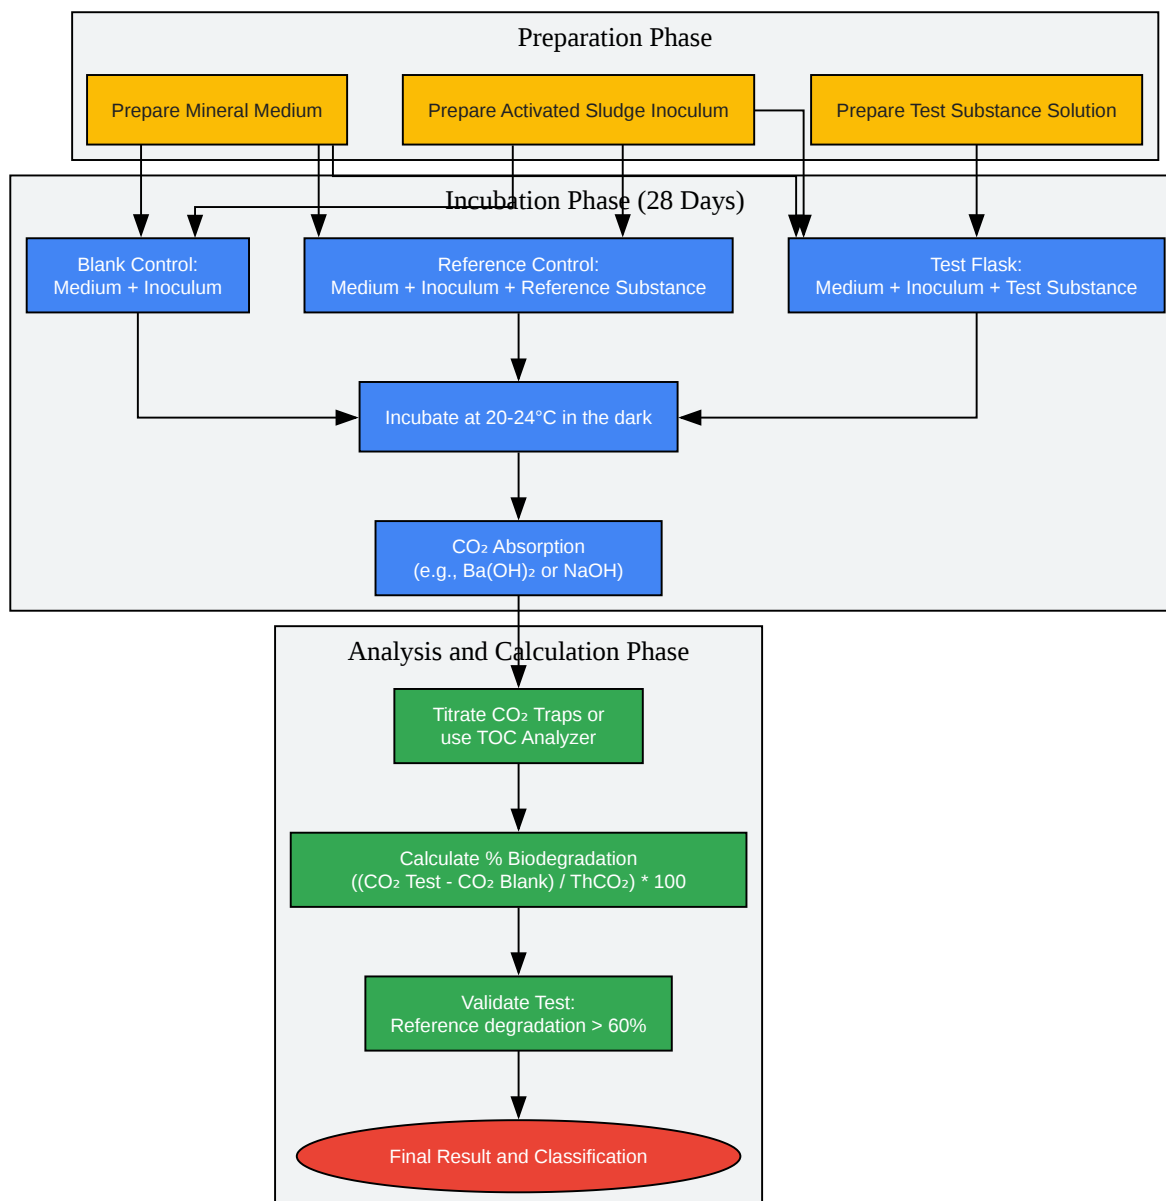 Preparation Phase
Prepare Mineral Medium
Prepare Activated Sludge Inoculum
Prepare Test Substance Solution
Incubation Phase (28 Days)
Blank Control:
Medium + Inoculum
Reference Control:
Medium + Inoculum + Reference Substance
Test Flask:
Medium + Inoculum + Test Substance
Incubate at 20-24°C in the dark
CO₂ Absorption
(e.g., Ba(OH)₂ or NaOH)
Analysis and Calculation Phase
Titrate CO₂ Traps or
use TOC Analyzer
Calculate % Biodegradation
((CO₂ Test - CO₂ Blank) / ThCO₂) * 100
Validate Test:
Reference degradation > 60%
Final Result and Classification